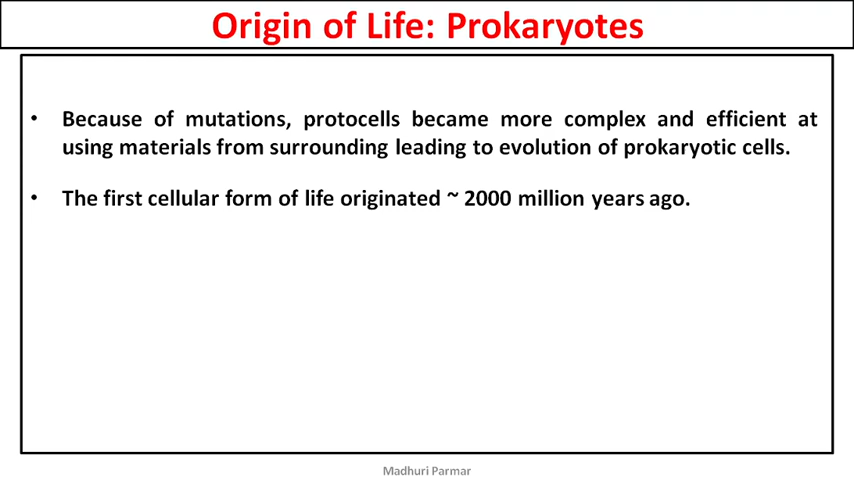 Origin of Life: Prokaryotes
• Because of mutations, protocells became more complex and efficient at
using materials from surrounding leading to evolution of prokaryotic cells.
• The first cellular form of life originated ~ 2000 million years ago.
Madhuri Parmar